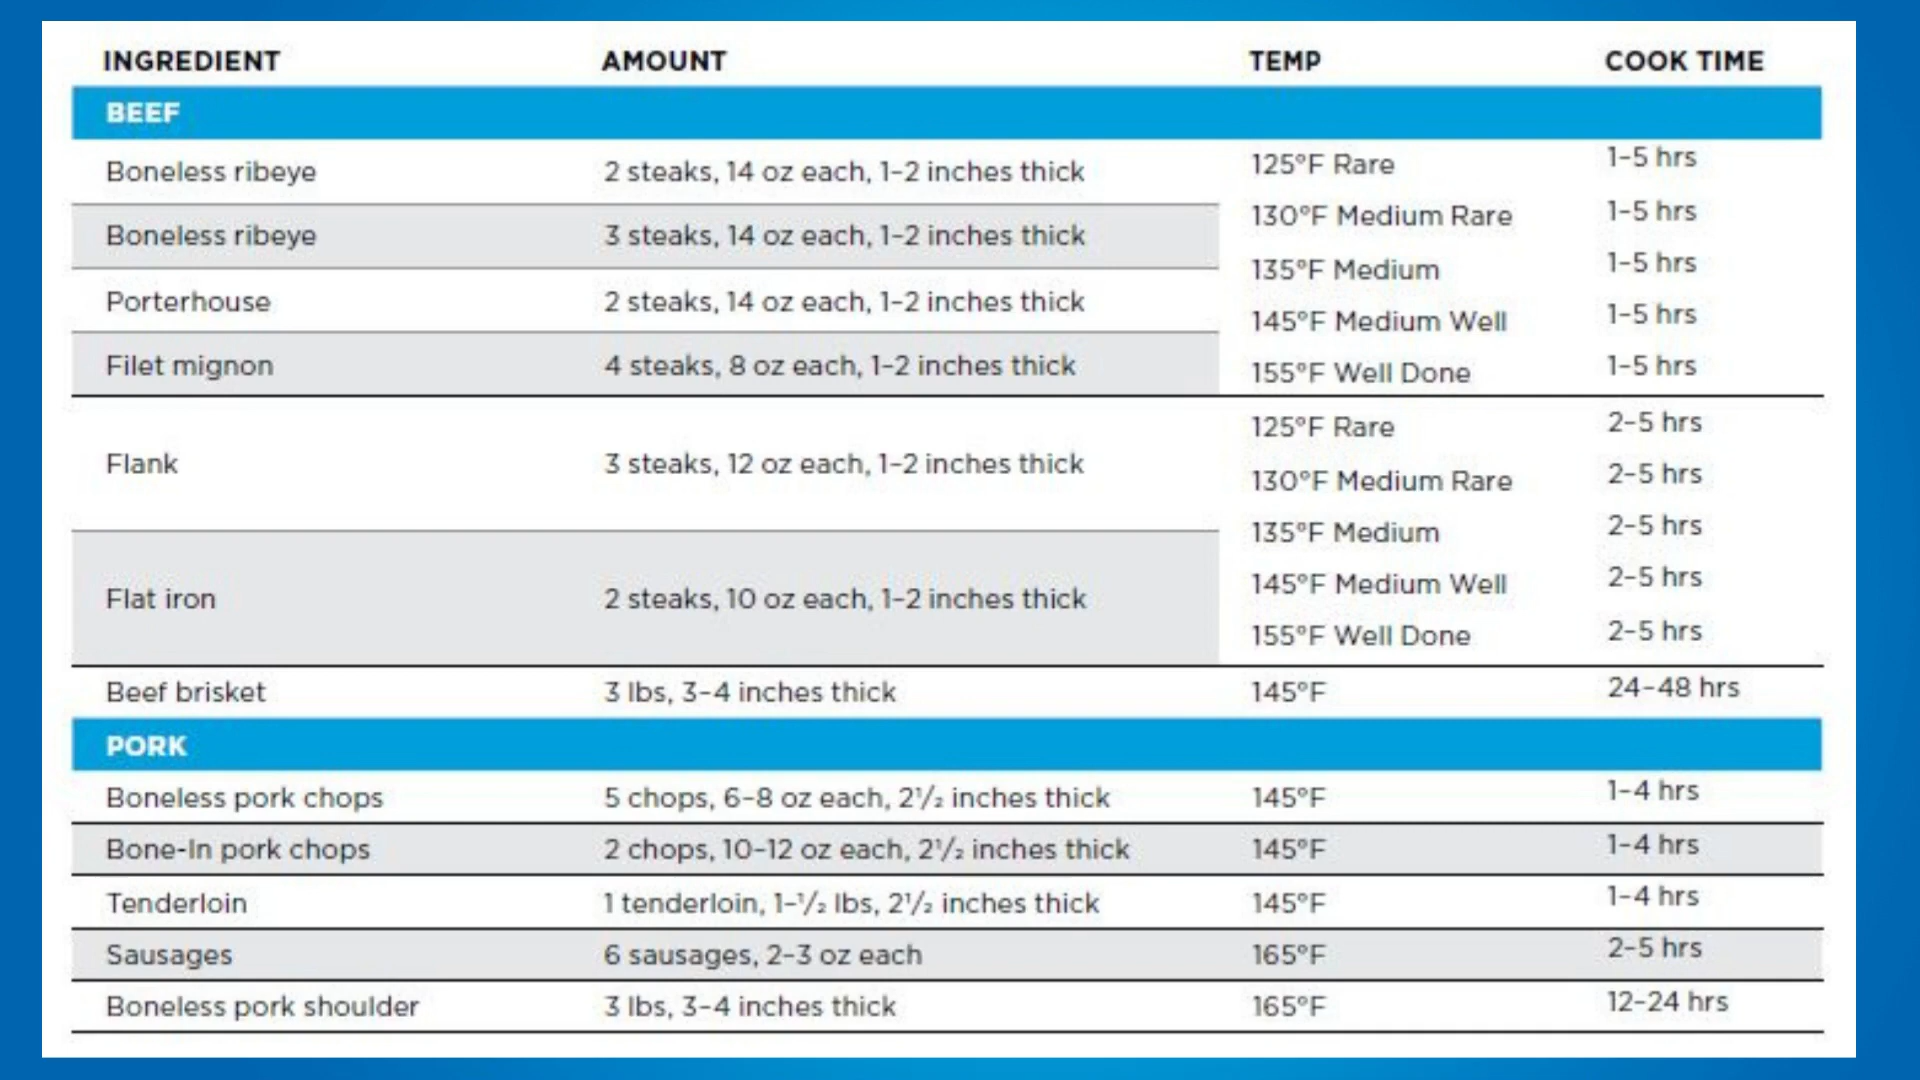 INGREDIENT AMOUNT TEMP COOK TIME
BEEF
Boneless ribeye 2 steaks, 14 oz each, 1–2 inches thick 125°F Rare 1–5 hrs
Boneless ribeye 3 steaks, 14 oz each, 1–2 inches thick 130°F Medium Rare 1–5 hrs
135°F Medium 1–5 hrs
Porterhouse 2 steaks, 14 oz each, 1–2 inches thick 145°F Medium Well 1–5 hrs
Filet mignon 4 steaks, 8 oz each, 1–2 inches thick 155°F Well Done 1–5 hrs
125°F Rare 2–5 hrs
Flank 3 steaks, 12 oz each, 1–2 inches thick 130°F Medium Rare 2–5 hrs
135°F Medium 2–5 hrs
Flat iron 2 steaks, 10 oz each, 1–2 inches thick 145°F Medium Well 2–5 hrs
155°F Well Done 2–5 hrs
Beef brisket 3 lbs, 3–4 inches thick 145°F 24–48 hrs
PORK
Boneless pork chops 5 chops, 6–8 oz each, 2½ inches thick 145°F 1–4 hrs
Bone-In pork chops 2 chops, 10–12 oz each, 2½ inches thick 145°F 1–4 hrs
Tenderloin 1 tenderloin, 1–½ lbs, 2½ inches thick 145°F 1–4 hrs
Sausages 6 sausages, 2–3 oz each 165°F 2–5 hrs
Boneless pork shoulder 3 lbs, 3–4 inches thick 165°F 12–24 hrs